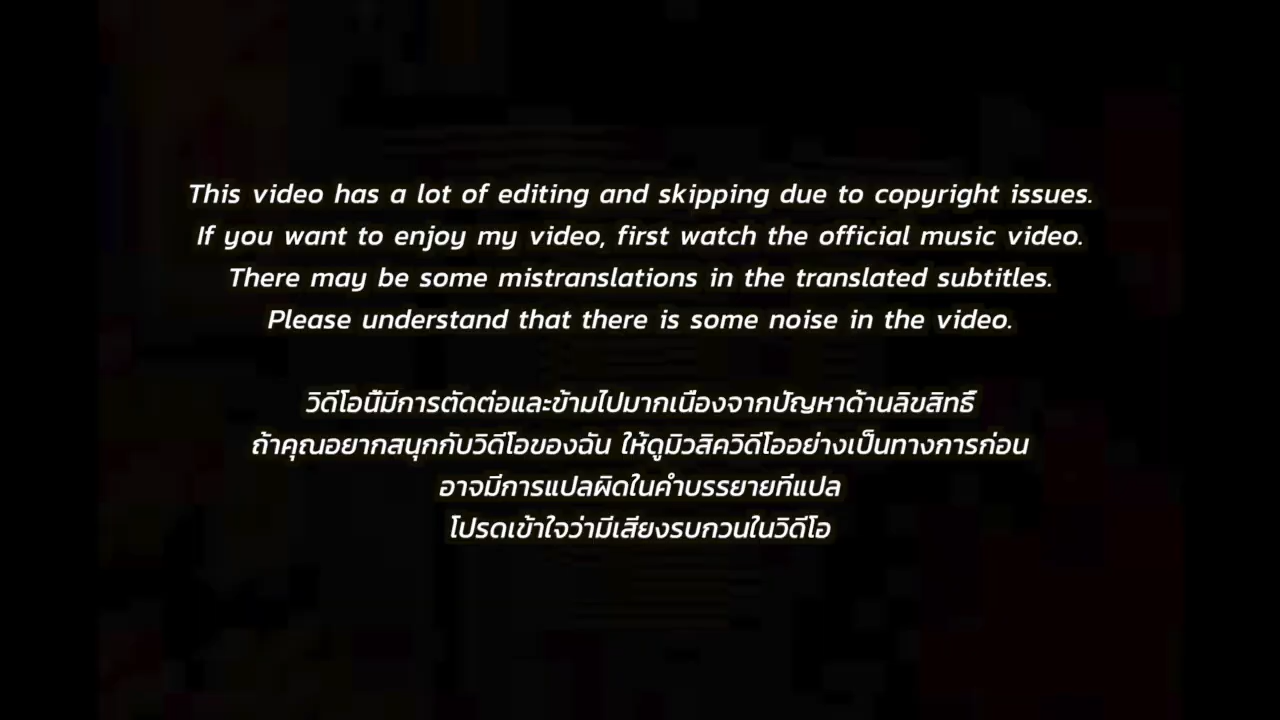 This video has a lot of editing and skipping due to copyright issues.
If you want to enjoy my video, first watch the official music video.
There may be some mistranslations in the translated subtitles.
Please understand that there is some noise in the video.
วิดีโอนี้มีการตัดต่อและข้ามไปมากเนื่องจากปัญหาด้านลิขสิทธิ์
ถ้าคุณอยากสนุกกับวิดีโอของฉัน ให้ดูมิวสิควิดีโออย่างเป็นทางการก่อน
อาจมีการแปลผิดในคำบรรยายที่แปล
โปรดเข้าใจว่ามีเสียงรบกวนในวิดีโอ